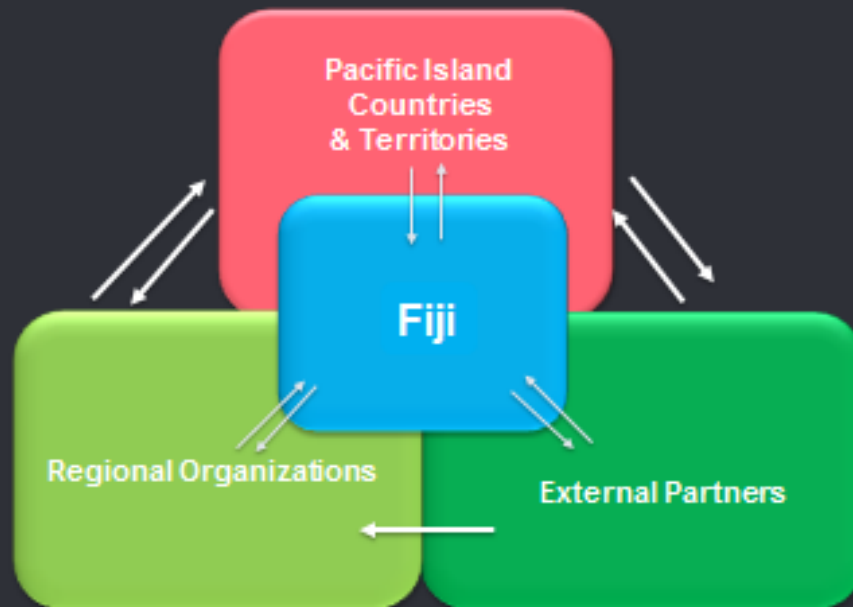 Pacific Island
Countries
& Territories
Fiji
Regional Organizations
External Partners